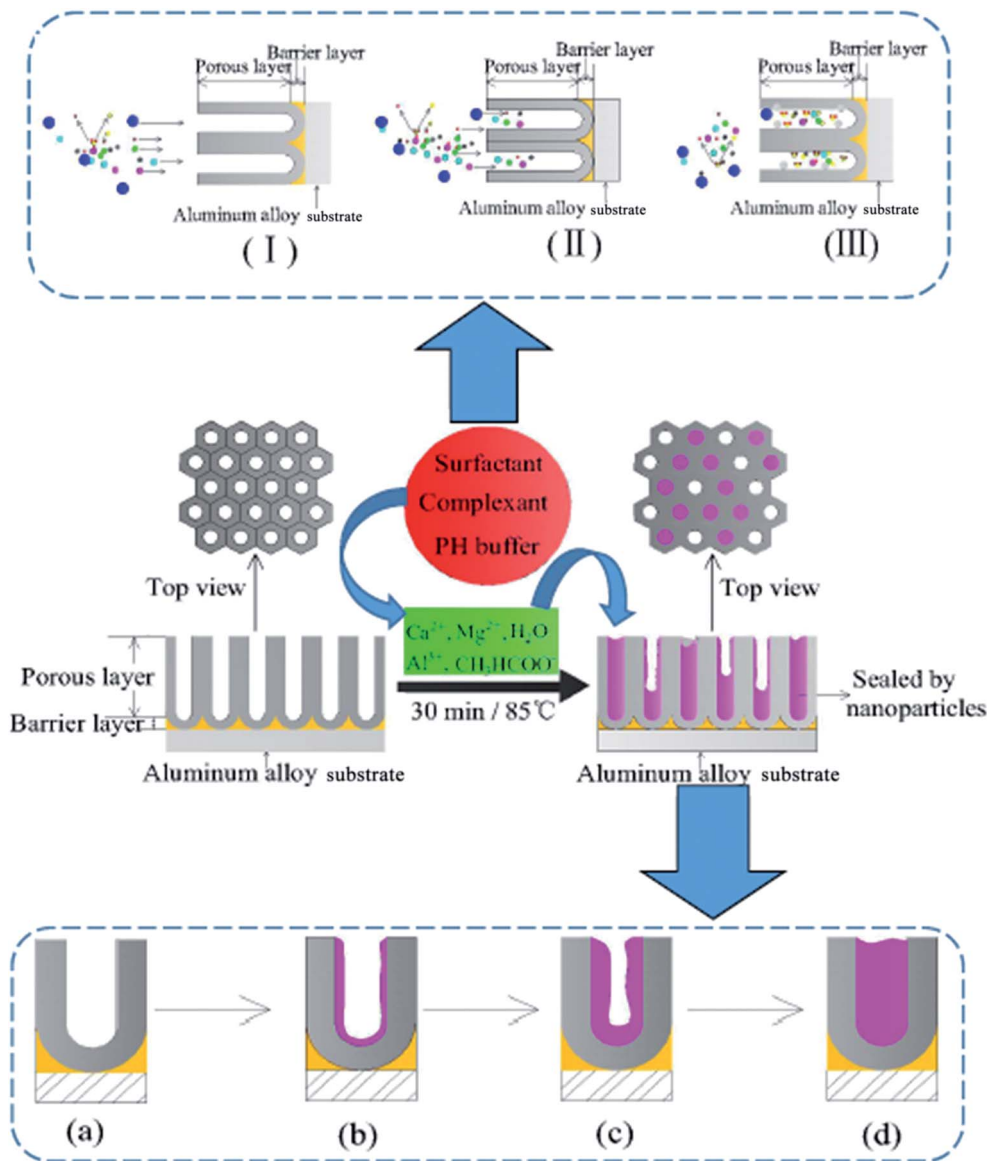 Barrier layer
Porous layer
Aluminum alloy substrate
(I)
Barrier layer
Porous layer
Aluminum alloy substrate
(II)
Barrier layer
Porous layer
Aluminum alloy substrate
(III)
Surfactant
Complexant
PH buffer
Top view
Top view
Ca²⁺, Mg²⁺, H₂O
Al³⁺, CH₃HCOO⁻
30 min / 85℃
Porous layer
Barrier layer
Aluminum alloy substrate
Sealed by
nanoparticles
Aluminum alloy substrate
(a)
(b)
(c)
(d)